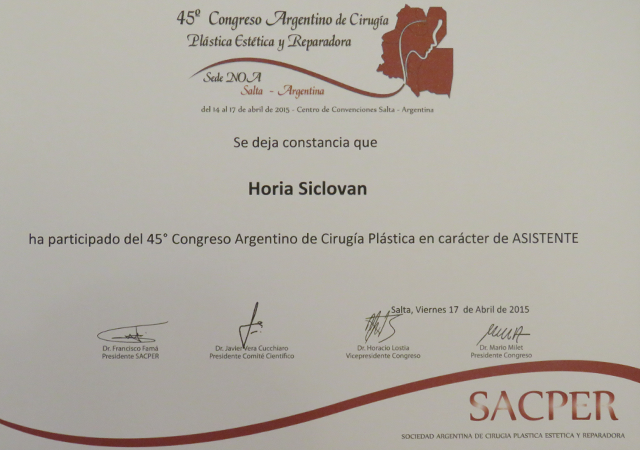 45º Congreso Argentino de Cirugía
Plástica Estética y Reparadora
Sede NOA
Salta - Argentina
del 14 al 17 de abril de 2015 - Centro de Convenciones Salta - Argentina
Se deja constancia que
Horia Siclovan
ha participado del 45° Congreso Argentino de Cirugía Plástica en carácter de ASISTENTE
Salta, Viernes 17 de Abril de 2015
Dr. Francisco Famá
Presidente SACPER
Dr. Javier Vera Cucchiaro
Presidente Comité Científico
Dr. Horacio Lostia
Vicepresidente Congreso
Dr. Mario Milet
Presidente Congreso
SACPER
SOCIEDAD ARGENTINA DE CIRUGIA PLASTICA ESTETICA Y REPARADORA